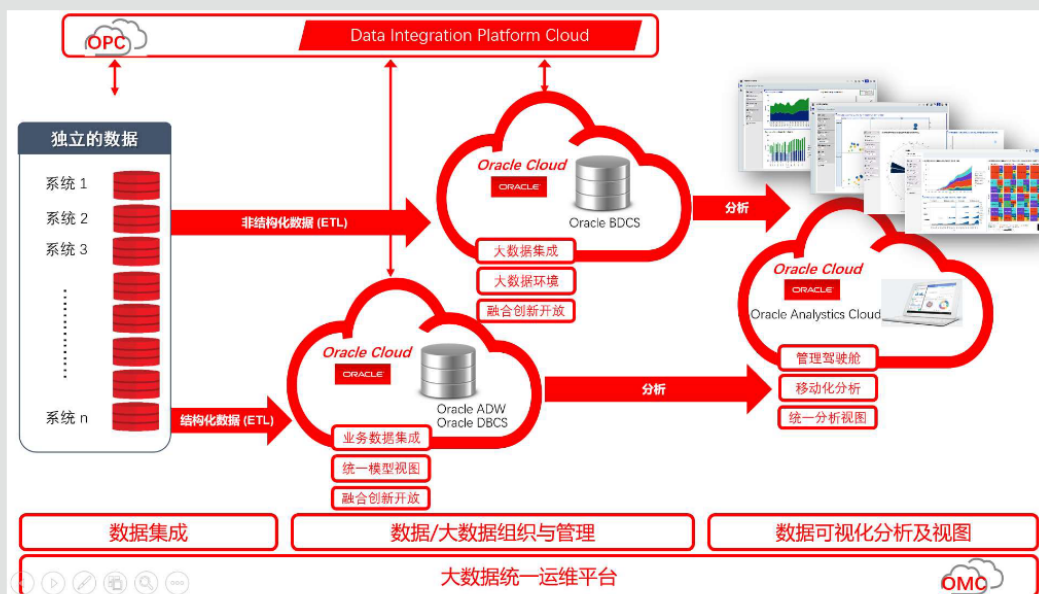 OPC
Data Integration Platform Cloud
独立的数据
系统 1
系统 2
系统 3
系统 n
非结构化数据 (ETL)
结构化数据 (ETL)
Oracle Cloud
ORACLE
Oracle BDCS
大数据集成
大数据环境
融合创新开放
分析
Oracle Cloud
ORACLE
Oracle ADW
Oracle DBCS
业务数据集成
统一模型视图
融合创新开放
分析
Oracle Cloud
ORACLE
Oracle Analystics Cloud
管理驾驶舱
移动化分析
统一分析视图
数据集成
数据/大数据组织与管理
数据可视化分析及视图
大数据统一运维平台
OMC